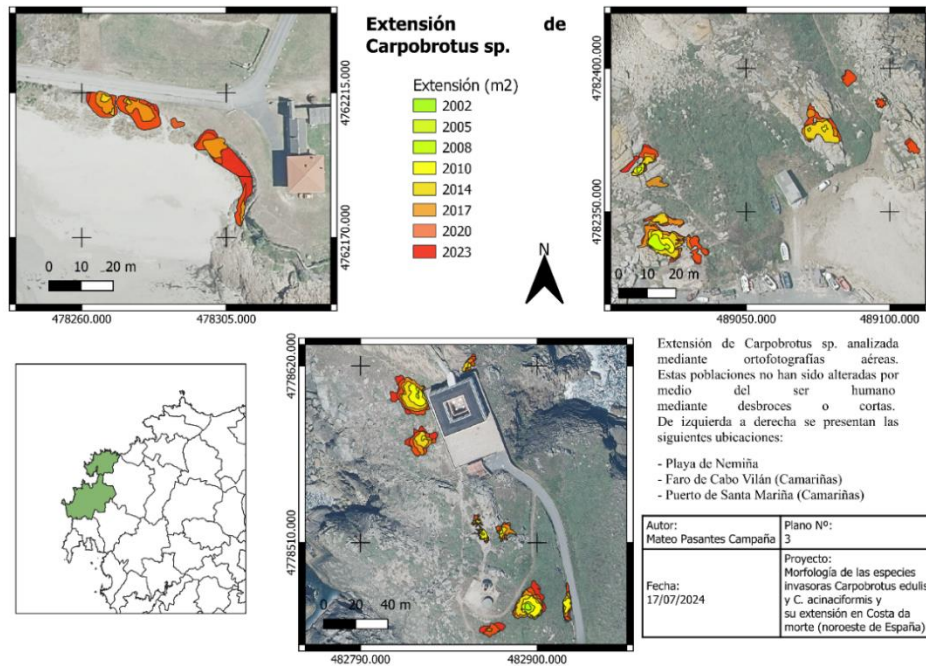 Extensión de
Carpobrotus sp.
Extensión (m2)
2002
2005
2008
2010
2014
2017
2020
2023
N
4762215.000
4762170.000
0 10 20 m
478260.000
478305.000
4782400.000
4782350.000
0 10 20 m
489050.000
489100.000
4778620.000
4778510.000
0 20 40 m
482790.000
482900.000
Extensión de Carpobrotus sp. analizada
mediante ortofotografías aéreas.
Estas poblaciones no han sido alteradas por
medio del ser humano
mediante desbroces o cortas.
De izquierda a derecha se presentan las
siguientes ubicaciones:
- Playa de Nemiña
- Faro de Cabo Vilán (Camariñas)
- Puerto de Santa Mariña (Camariñas)
Autor:
Mateo Pasantes Campaña
Plano Nº:
3
Fecha:
17/07/2024
Proyecto:
Morfología de las especies
invasoras Carpobrotus edulis
y C. acinaciformis y
su extensión en Costa da
morte (noroeste de España)